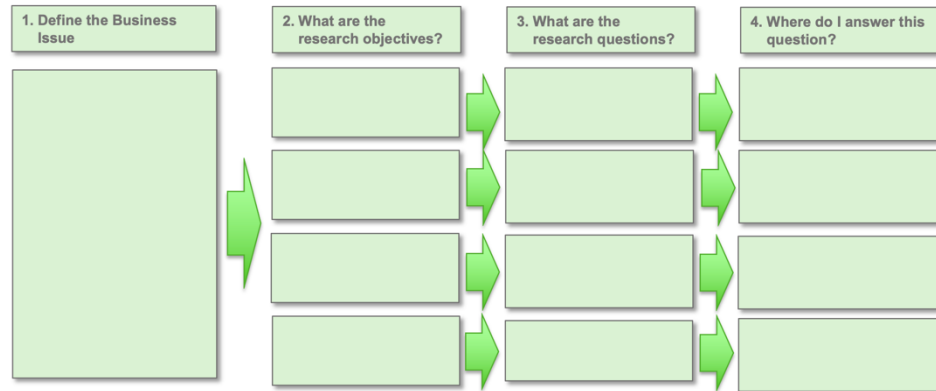 1. Define the Business
Issue
2. What are the
research objectives?
3. What are the
research questions?
4. Where do I answer this
question?